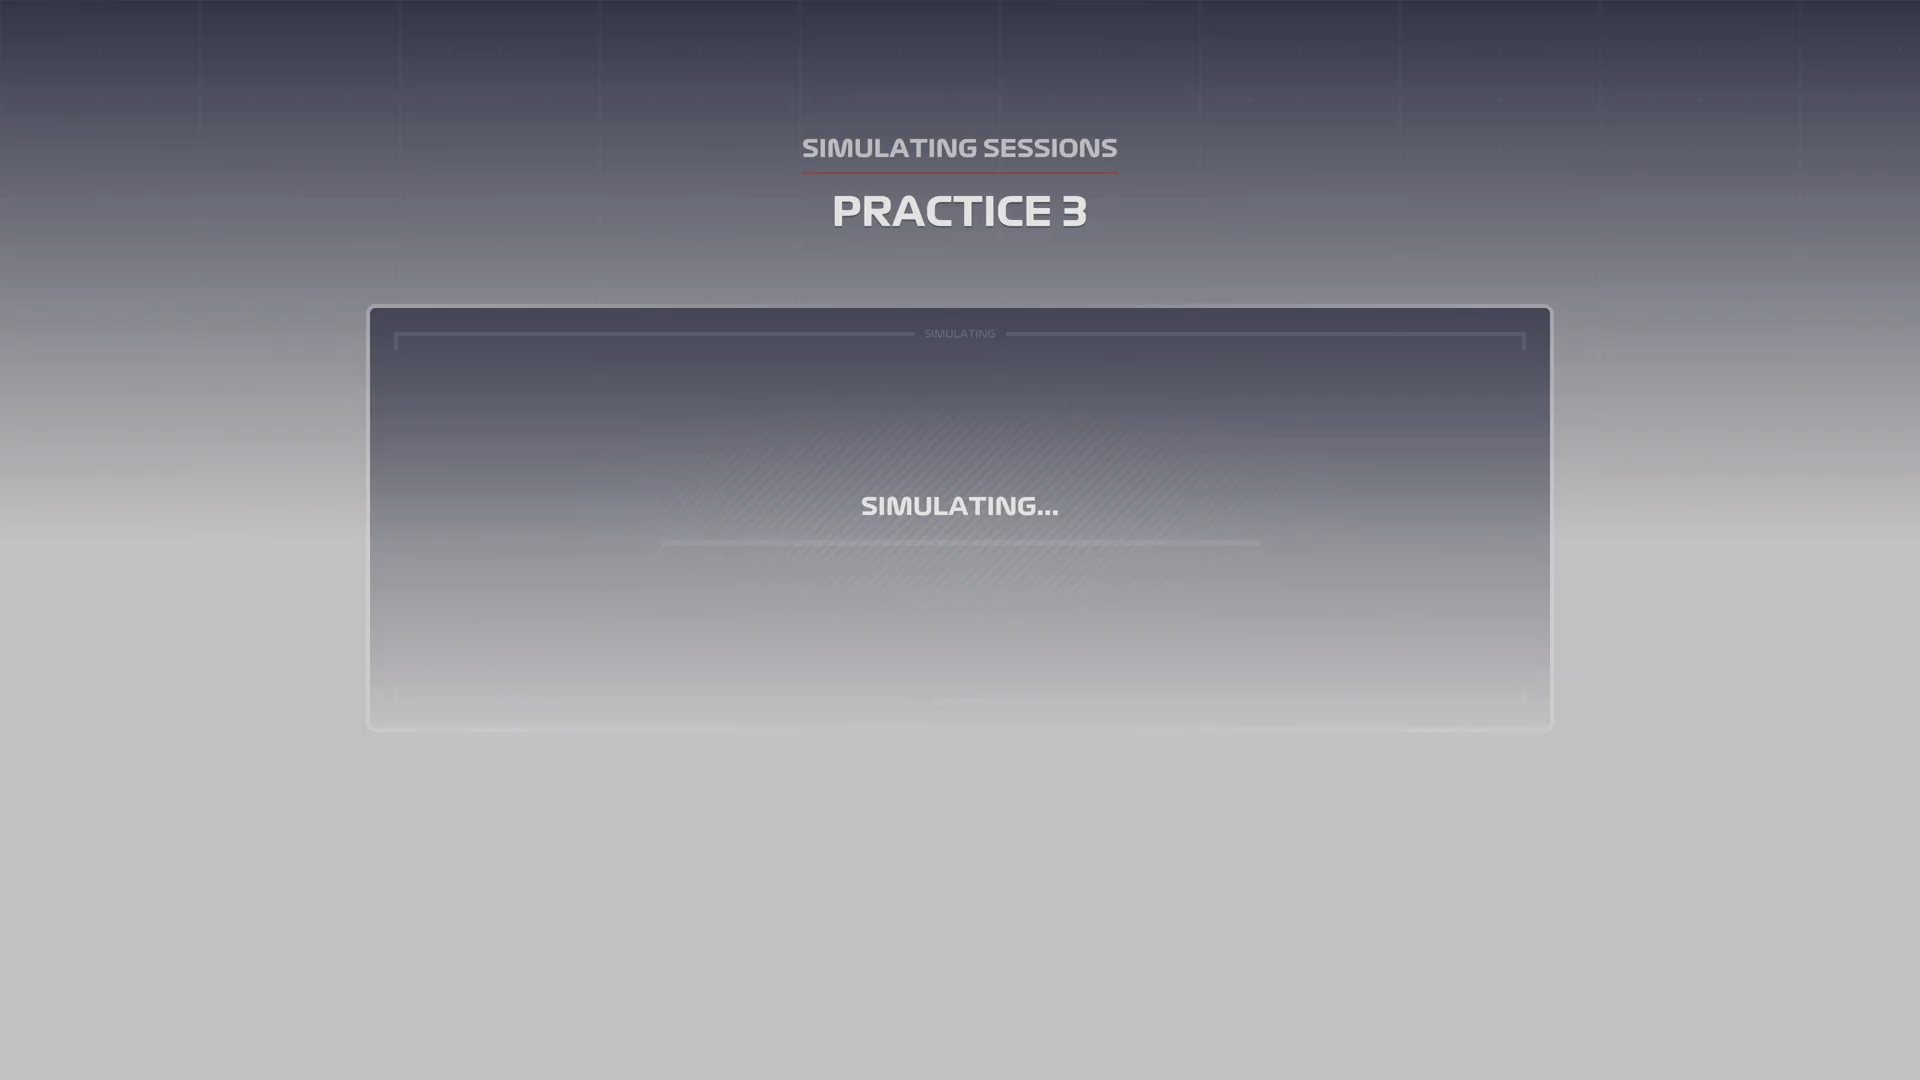 SIMULATING SESSIONS
PRACTICE 3
SIMULATING
SIMULATING...